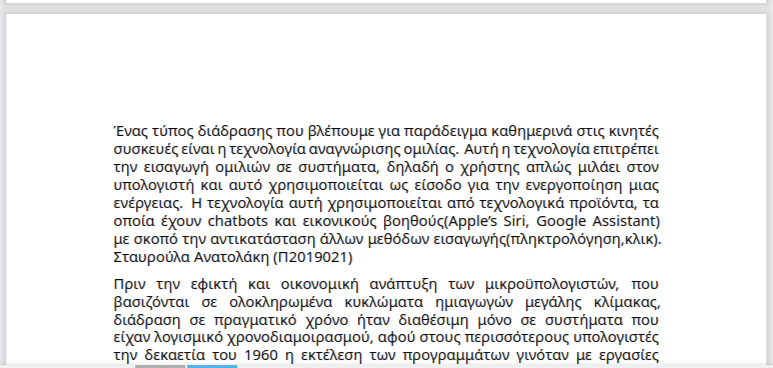 Ένας τύπος διάδρασης που βλέπουμε για παράδειγμα καθημερινά στις κινητές
συσκευές είναι η τεχνολογία αναγνώρισης ομιλίας. Αυτή η τεχνολογία επιτρέπει
την εισαγωγή ομιλιών σε συστήματα, δηλαδή ο χρήστης απλώς μιλάει στον
υπολογιστή και αυτό χρησιμοποιείται ως είσοδο για την ενεργοποίηση μιας
ενέργειας. Η τεχνολογία αυτή χρησιμοποιείται από τεχνολογικά προϊόντα, τα
οποία έχουν chatbots και εικονικούς βοηθούς(Apple’s Siri, Google Assistant)
με σκοπό την αντικατάσταση άλλων μεθόδων εισαγωγής(πληκτρολόγηση,κλικ).
Σταυρούλα Ανατολάκη (Π2019021)
Πριν την εφικτή και οικονομική ανάπτυξη των μικροϋπολογιστών, που
βασιζόνται σε ολοκληρωμένα κυκλώματα ημιαγωγών μεγάλης κλίμακας,
διάδραση σε πραγματικό χρόνο ήταν διαθέσιμη μόνο σε συστήματα που
είχαν λογισμικό χρονοδιαμοιρασμού, αφού στους περισσότερους υπολογιστές
την δεκαετία του 1960 η εκτέλεση των προγραμμάτων γινόταν με εργασίες